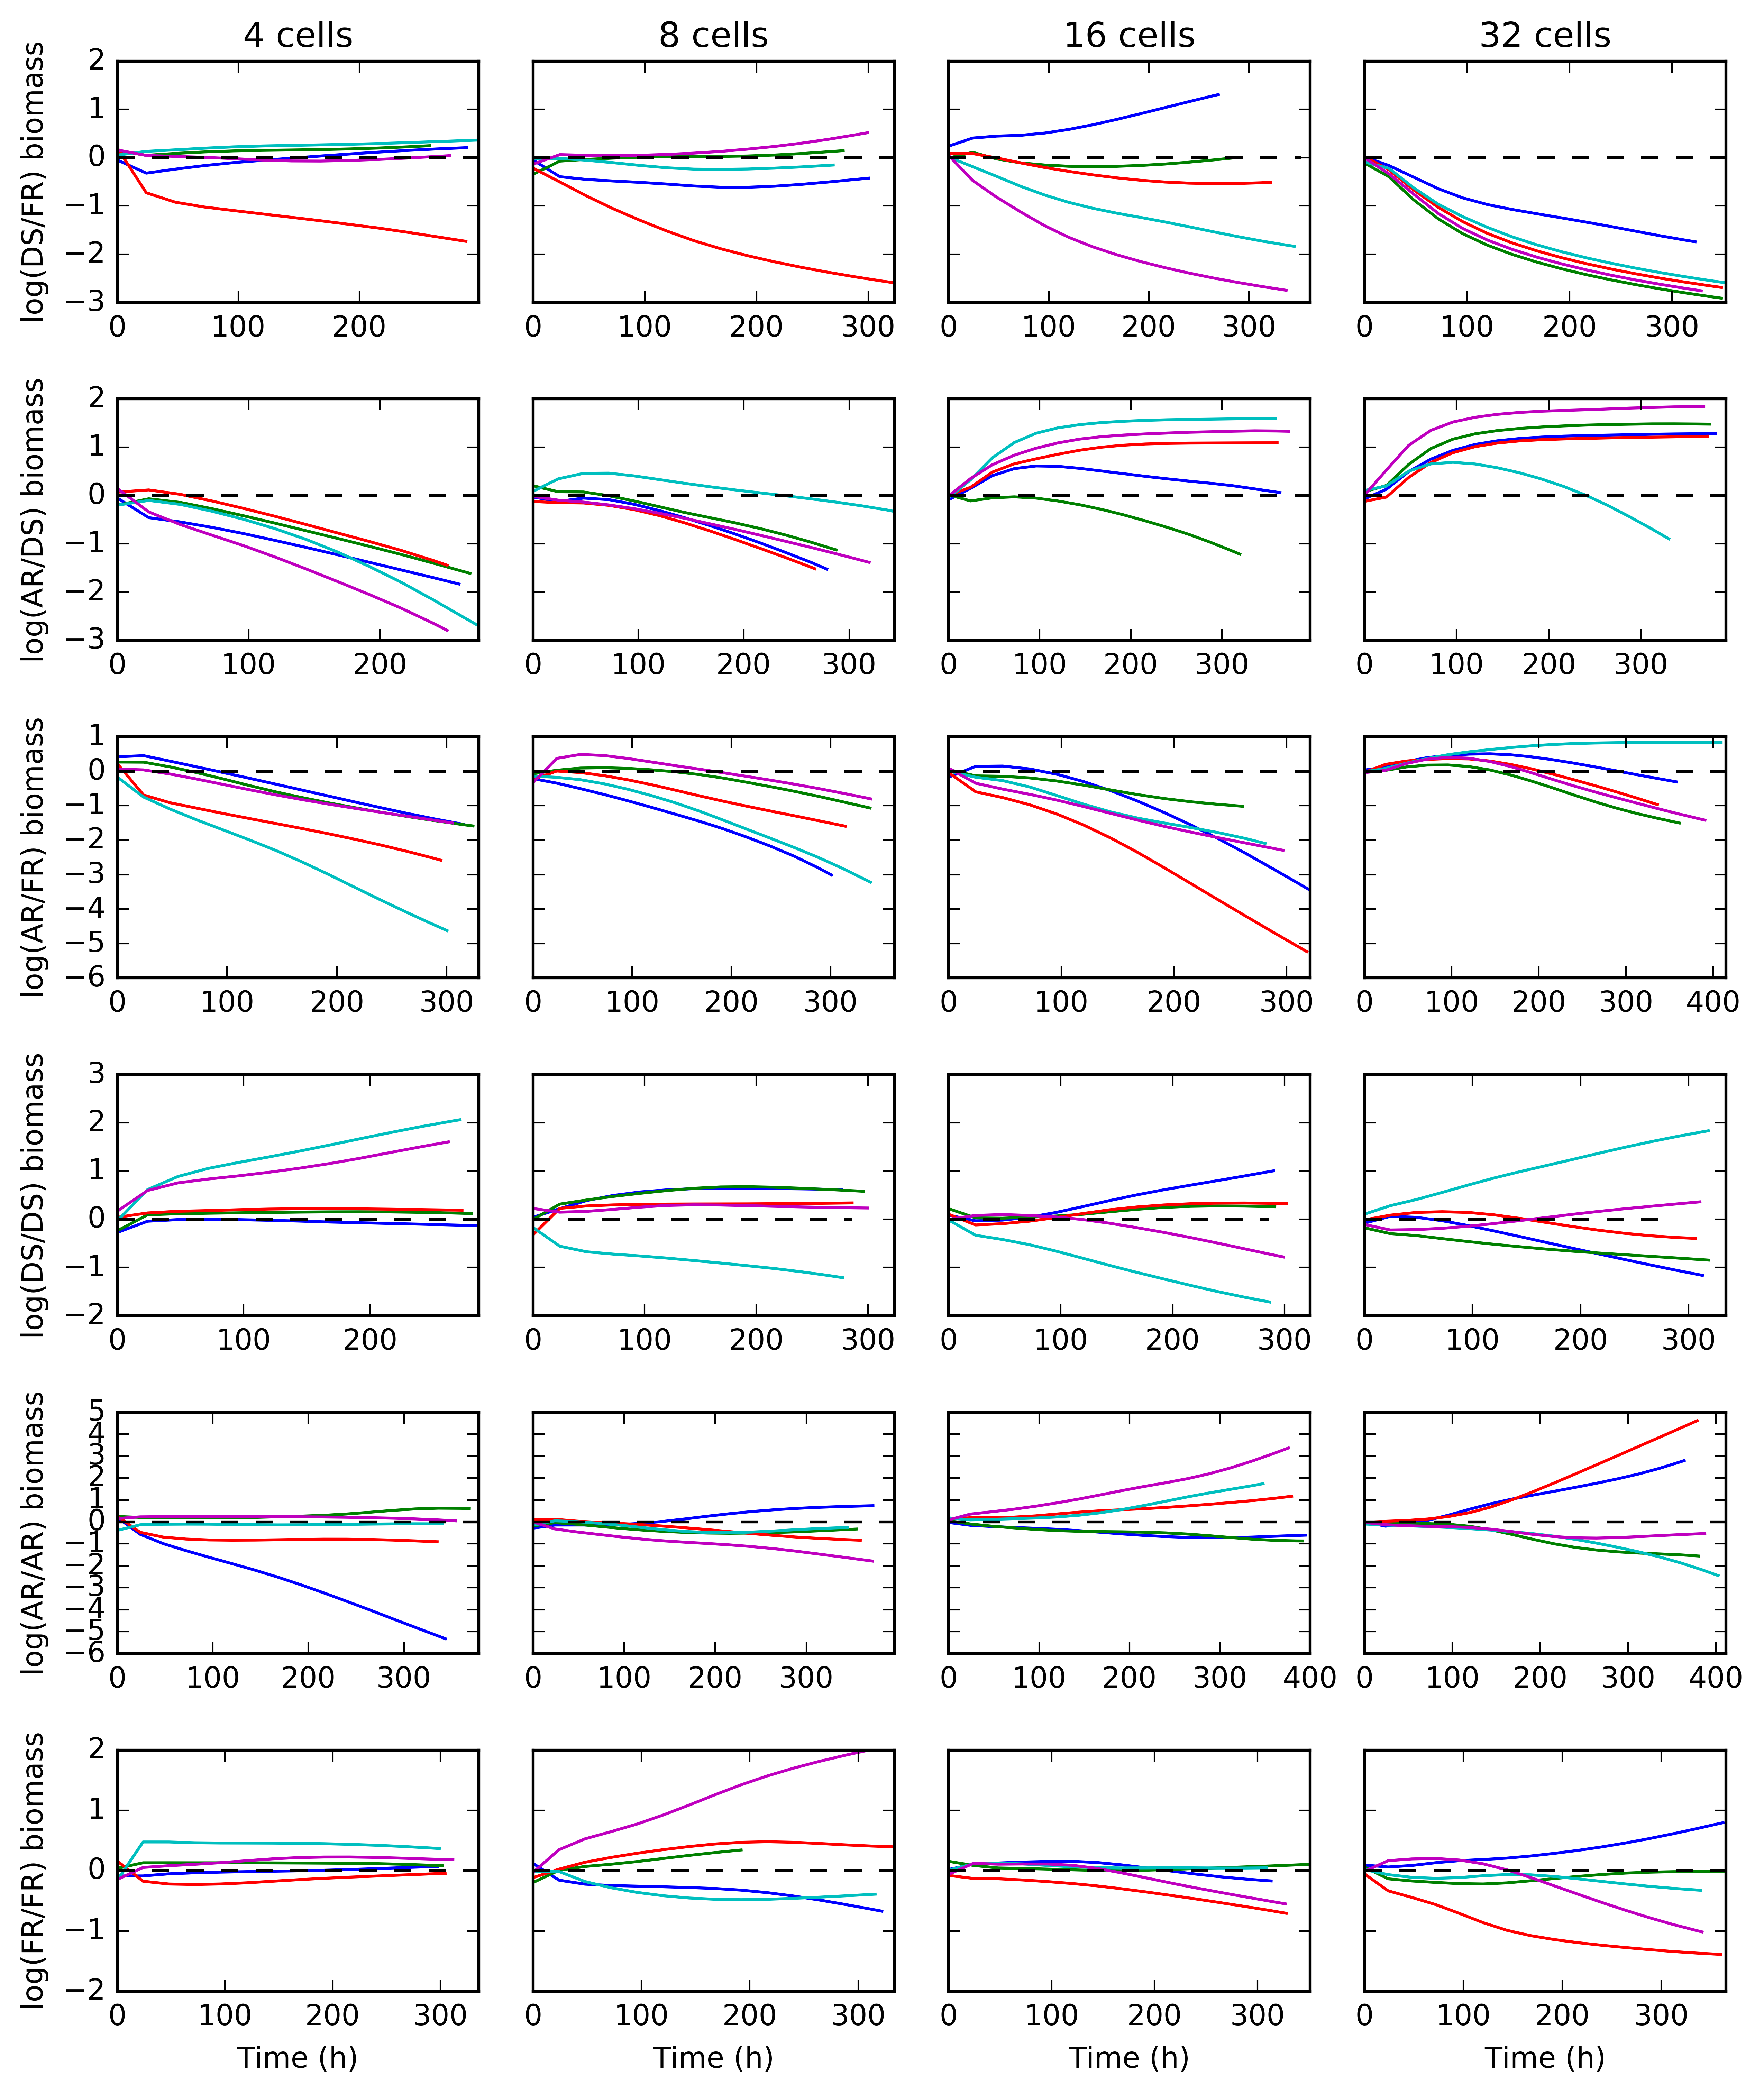 4 cells 8 cells 16 cells 32 cells
log(DS/FR) biomass
2
1
0
−1
−2
−3
0 100 200
0 100 200 300
0 100 200 300
0 100 200 300
log(AR/DS) biomass
2
1
0
−1
−2
−3
0 100 200
0 100 200 300
0 100 200 300
0 100 200 300
log(AR/FR) biomass
1
0
−1
−2
−3
−4
−5
−6
0 100 200 300
0 100 200 300
0 100 200 300
0 100 200 300 400
log(DS/DS) biomass
3
2
1
0
−1
−2
0 100 200
0 100 200 300
0 100 200 300
0 100 200 300
log(AR/AR) biomass
5
4
3
2
1
0
−1
−2
−3
−4
−5
−6
0 100 200 300
0 100 200 300
0 100 200 300 400
0 100 200 300 400
log(FR/FR) biomass
2
1
0
−1
−2
0 100 200 300
0 100 200 300
0 100 200 300
0 100 200 300
Time (h) Time (h) Time (h) Time (h)